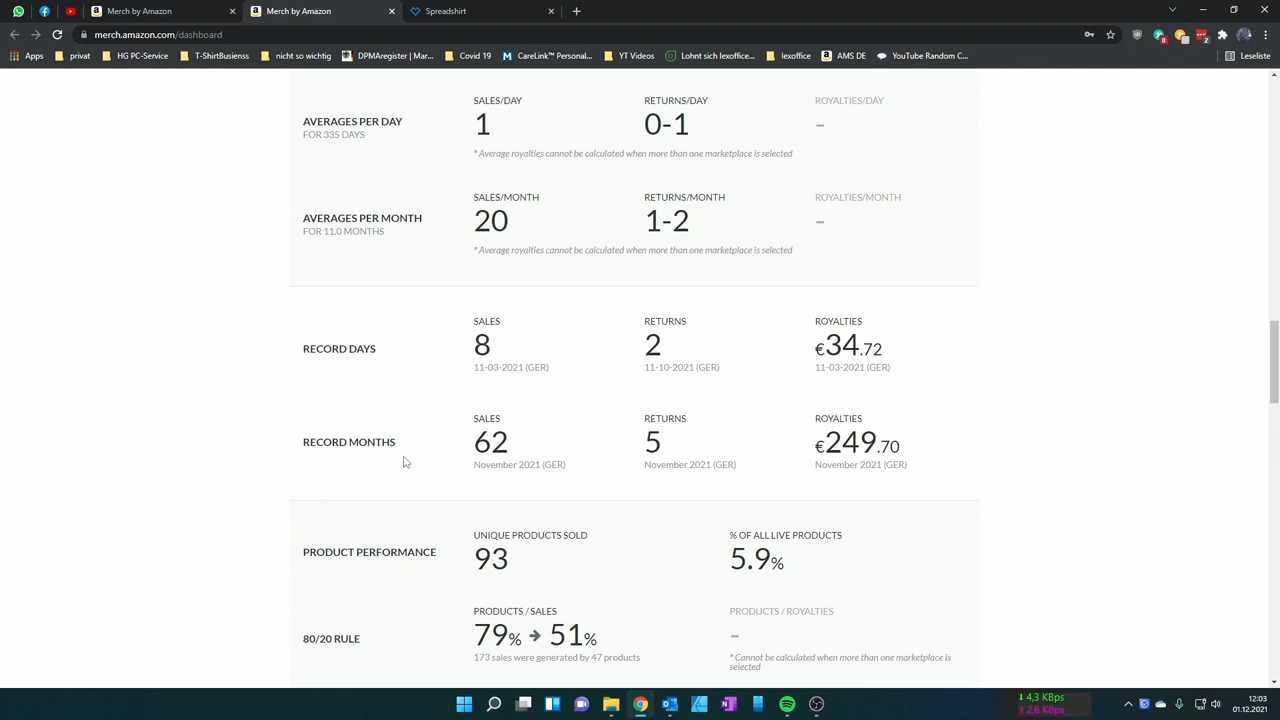 Merch by Amazon
Merch by Amazon
Spreadshirt
merch.amazon.com/dashboard
Apps
privat
HG PC-Service
T-ShirtBusienss
nicht so wichtig
DPMAregister | Mar...
Covid 19
CareLink™ Personal...
YT Videos
Lohnt sich lexoffice...
lexoffice
AMS DE
YouTube Random C...
Leseliste
AVERAGES PER DAY
FOR 335 DAYS
SALES/DAY
1
RETURNS/DAY
0-1
ROYALTIES/DAY
–
* Average royalties cannot be calculated when more than one marketplace is selected
AVERAGES PER MONTH
FOR 11.0 MONTHS
SALES/MONTH
20
RETURNS/MONTH
1-2
ROYALTIES/MONTH
–
* Average royalties cannot be calculated when more than one marketplace is selected
RECORD DAYS
SALES
8
11-03-2021 (GER)
RETURNS
2
11-10-2021 (GER)
ROYALTIES
€34.72
11-03-2021 (GER)
RECORD MONTHS
SALES
62
November 2021 (GER)
RETURNS
5
November 2021 (GER)
ROYALTIES
€249.70
November 2021 (GER)
PRODUCT PERFORMANCE
UNIQUE PRODUCTS SOLD
93
% OF ALL LIVE PRODUCTS
5.9%
80/20 RULE
PRODUCTS / SALES
79% → 51%
173 sales were generated by 47 products
PRODUCTS / ROYALTIES
–
* Cannot be calculated when more than one marketplace is
selected
4,3 KBps
2,6 KBps
12:03
01.12.2021